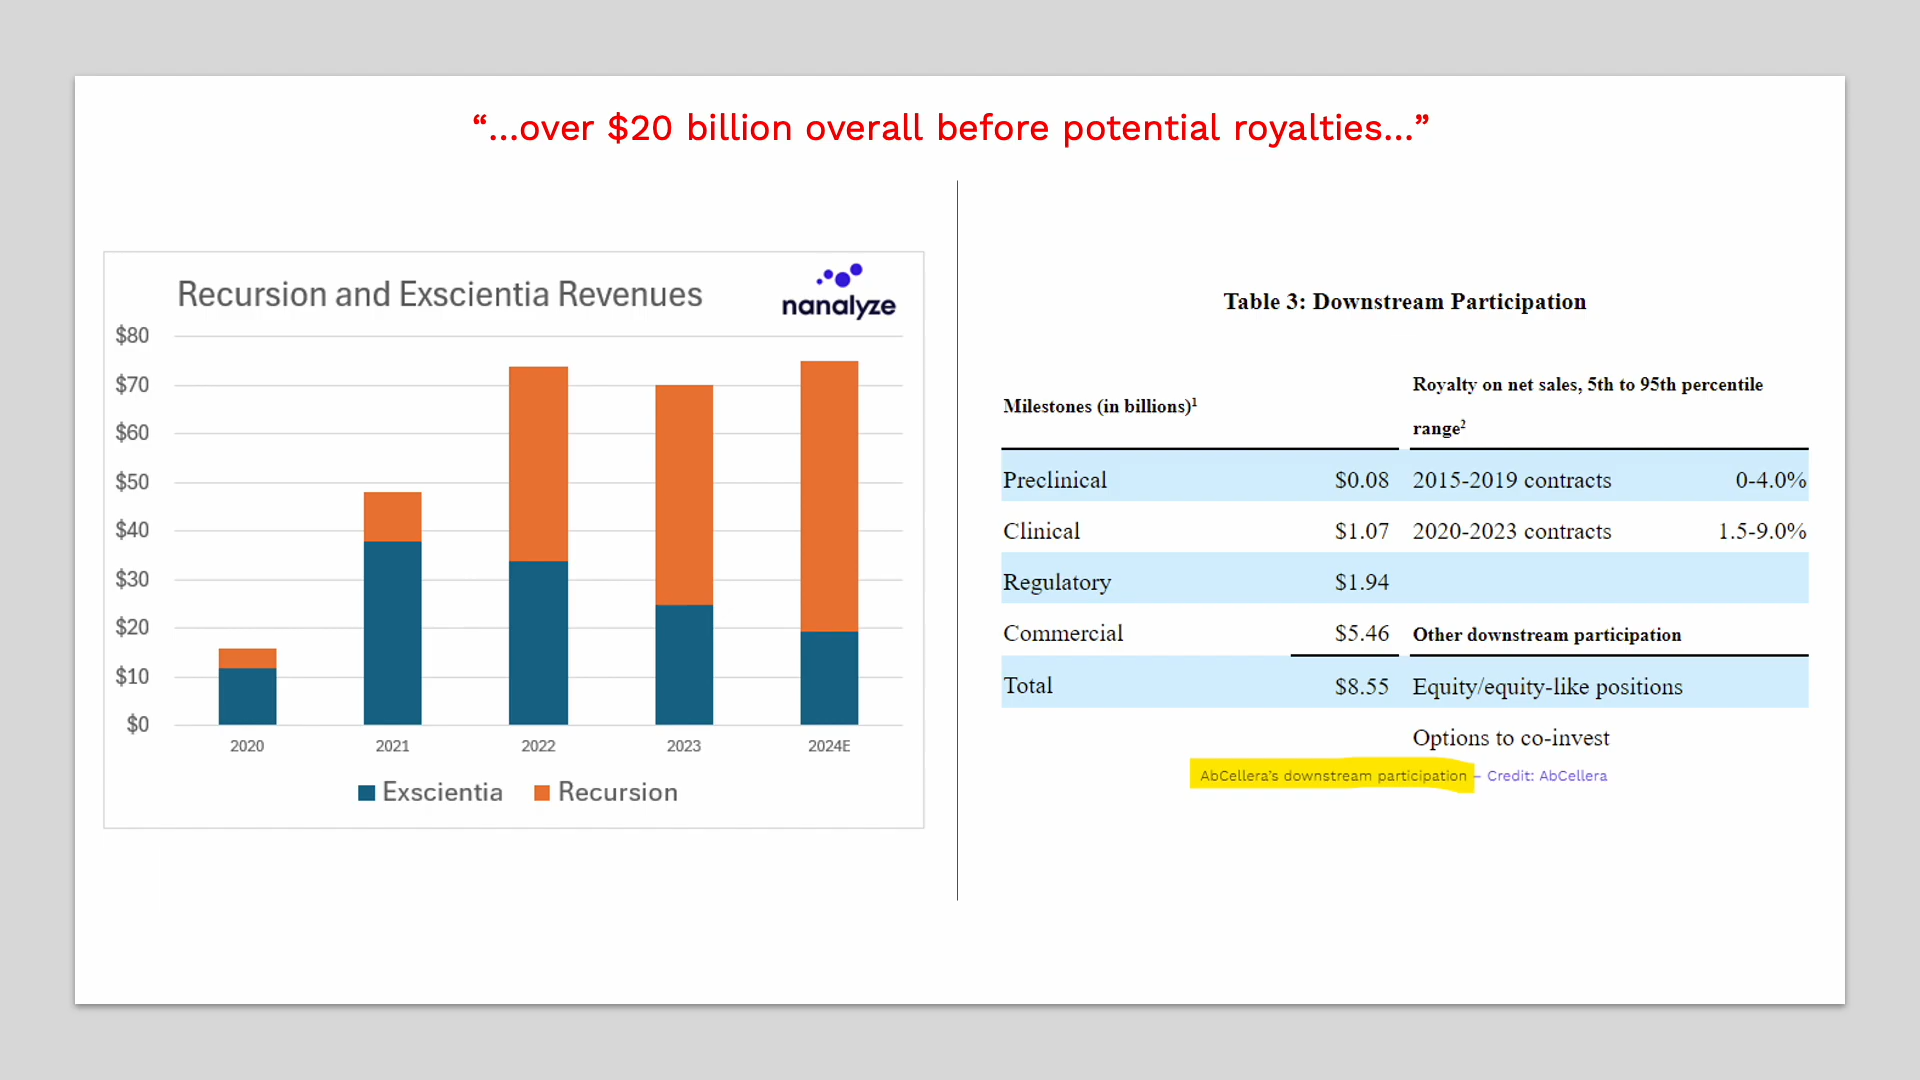 “...over $20 billion overall before potential royalties...”
Recursion and Exscientia Revenues
nanalyze
$80
$70
$60
$50
$40
$30
$20
$10
$0
2020 2021 2022 2023 2024E
Exscientia Recursion
Table 3: Downstream Participation
Milestones (in billions)¹
Royalty on net sales, 5th to 95th percentile
range²
Preclinical $0.08 2015-2019 contracts 0-4.0%
Clinical $1.07 2020-2023 contracts 1.5-9.0%
Regulatory $1.94
Commercial $5.46 Other downstream participation
Total $8.55 Equity/equity-like positions
Options to co-invest
AbCellera’s downstream participation – Credit: AbCellera